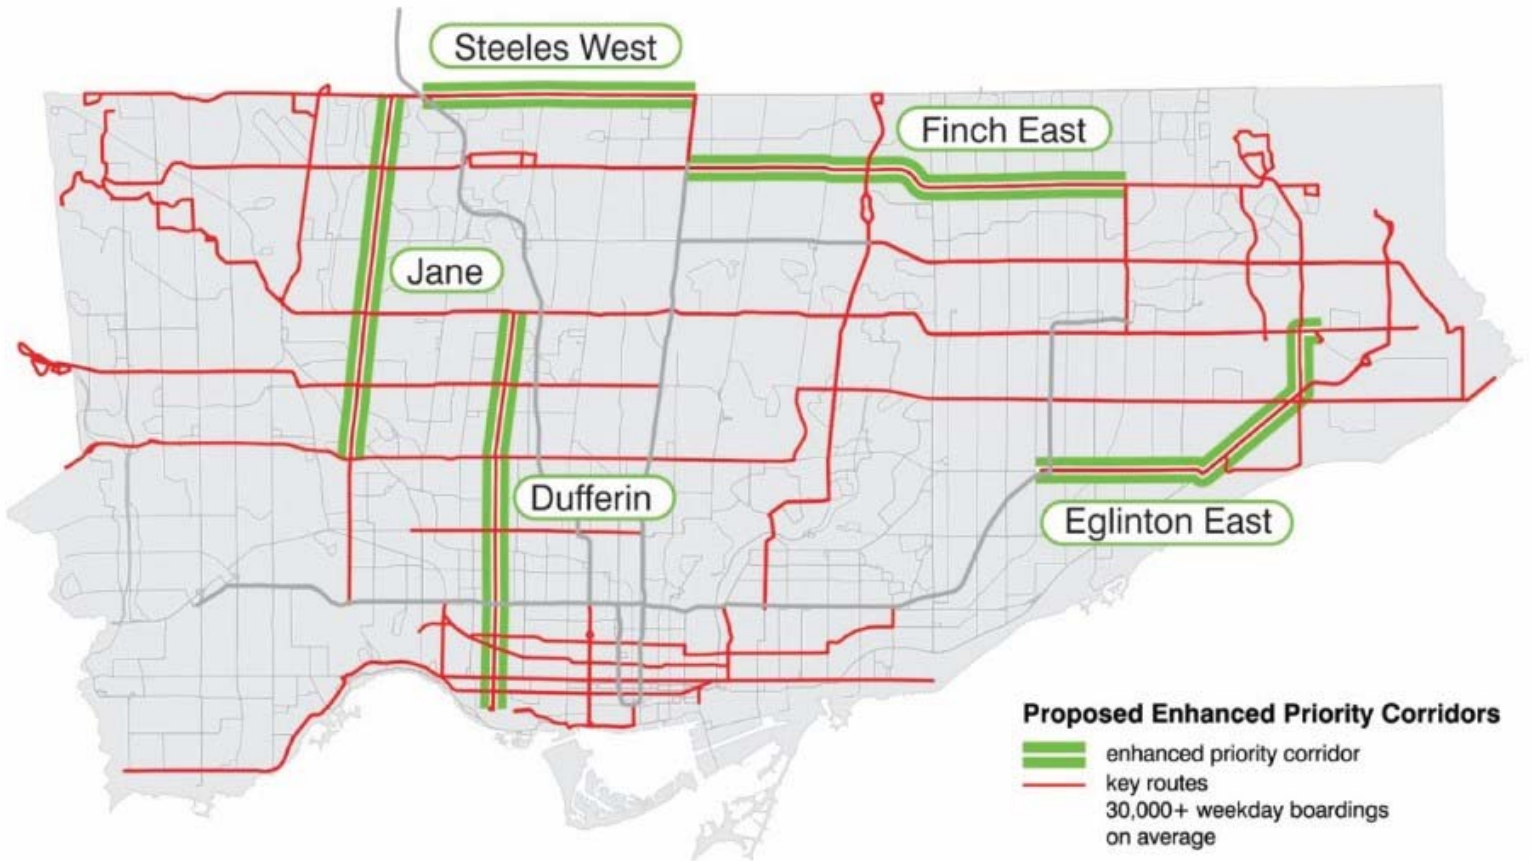 Steeles West
Finch East
Jane
Dufferin
Eglinton East
Proposed Enhanced Priority Corridors
enhanced priority corridor
key routes
30,000+ weekday boardings
on average